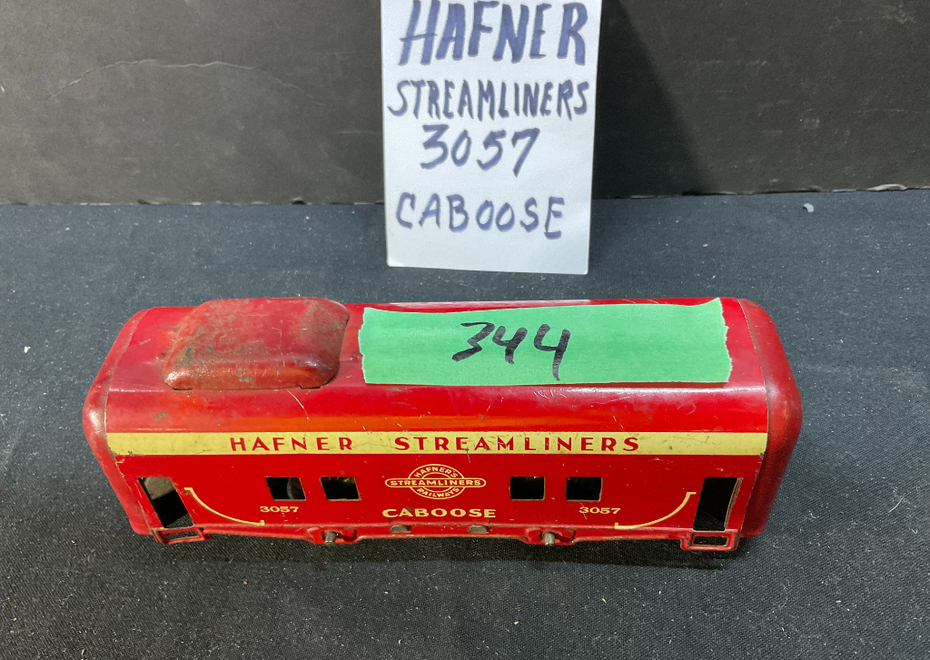 HAFNER
STREAMLINERS
3057
CABOOSE
344
HAFNER STREAMLINERS
HAFNER'S
STREAMLINERS
RAILWAYS
3057
CABOOSE
3057